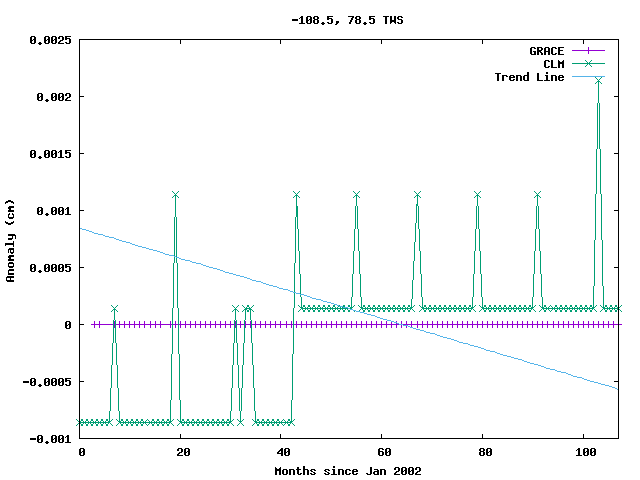 -108.5, 78.5 TWS
GRACE
CLM
Trend Line
0.0025
0.002
0.0015
0.001
0.0005
0
-0.0005
-0.001
Anomaly (cm)
0 20 40 60 80 100
Months since Jan 2002